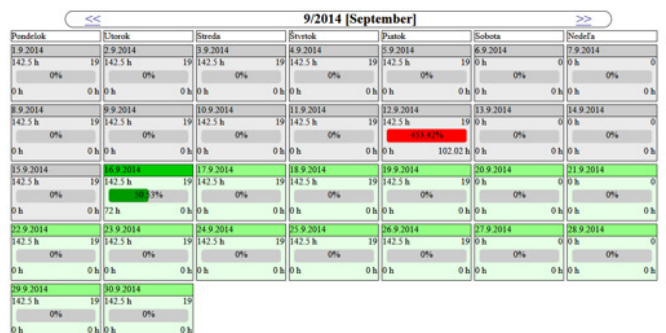 << 9/2014 [September] >>
Pondelok Utorok Streda Štvrtok Piatok Sobota Nedeľa
1.9.2014 2.9.2014 3.9.2014 4.9.2014 5.9.2014 6.9.2014 7.9.2014
142.5 h 19 142.5 h 19 142.5 h 19 142.5 h 19 142.5 h 19 0 h 0 0 h 0
0% 0% 0% 0% 0% 0% 0%
0 h 0 h 0 h 0 h 0 h 0 h 0 h 0 h 0 h 0 h 0 h 0 h 0 h 0 h
8.9.2014 9.9.2014 10.9.2014 11.9.2014 12.9.2014 13.9.2014 14.9.2014
142.5 h 19 142.5 h 19 142.5 h 19 142.5 h 19 142.5 h 19 0 h 0 0 h 0
0% 0% 0% 0% 0% 0%
0 h 0 h 0 h 0 h 0 h 0 h 0 h 0 h 0 h 102.02 h 0 h 0 h 0 h 0 h
15.9.2014 16.9.2014 17.9.2014 18.9.2014 19.9.2014 20.9.2014 21.9.2014
142.5 h 19 142.5 h 19 142.5 h 19 142.5 h 19 142.5 h 19 0 h 0 0 h 0
0% 50.53% 0% 0% 0% 0% 0%
0 h 0 h 72 h 0 h 0 h 0 h 0 h 0 h 0 h 0 h 0 h 0 h 0 h 0 h
22.9.2014 23.9.2014 24.9.2014 25.9.2014 26.9.2014 27.9.2014 28.9.2014
142.5 h 19 142.5 h 19 142.5 h 19 142.5 h 19 142.5 h 19 0 h 0 0 h 0
0% 0% 0% 0% 0% 0% 0%
0 h 0 h 0 h 0 h 0 h 0 h 0 h 0 h 0 h 0 h 0 h 0 h 0 h 0 h
29.9.2014 30.9.2014
142.5 h 19 142.5 h 19
0% 0%
0 h 0 h 0 h 0 h